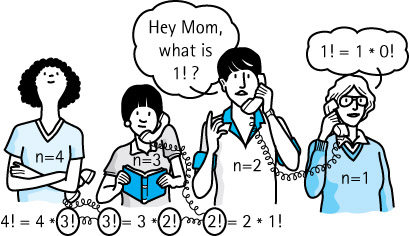 Hey Mom,
what is
1! ?
1! = 1 * 0!
n=4
n=3
n=2
n=1
4! = 4 * 3! 3! = 3 * 2! 2! = 2 * 1!